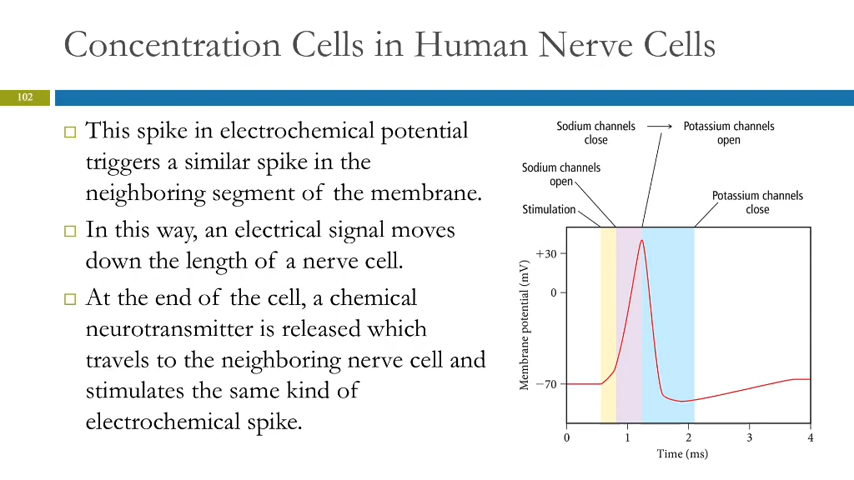 Concentration Cells in Human Nerve Cells
102
This spike in electrochemical potential
triggers a similar spike in the
neighboring segment of the membrane.
In this way, an electrical signal moves
down the length of a nerve cell.
At the end of the cell, a chemical
neurotransmitter is released which
travels to the neighboring nerve cell and
stimulates the same kind of
electrochemical spike.
Sodium channels
close
Potassium channels
open
Sodium channels
open
Stimulation
Potassium channels
close
Membrane potential (mV)
+30
0
−70
0 1 2 3 4
Time (ms)